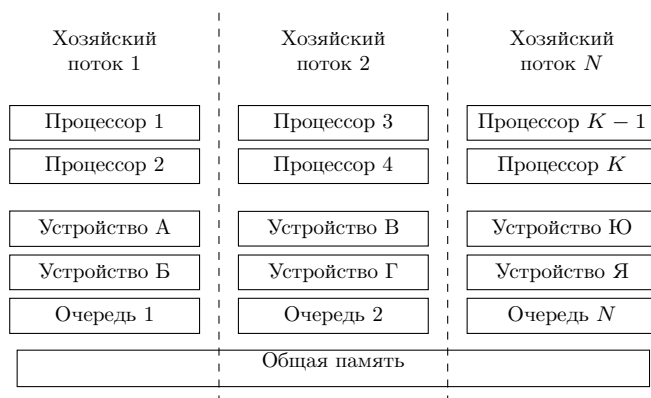 Хозяйский поток 1
Хозяйский поток 2
Хозяйский поток N
Процессор 1
Процессор 3
Процессор K − 1
Процессор 2
Процессор 4
Процессор K
Устройство А
Устройство В
Устройство Ю
Устройство Б
Устройство Г
Устройство Я
Очередь 1
Очередь 2
Очередь N
Общая память